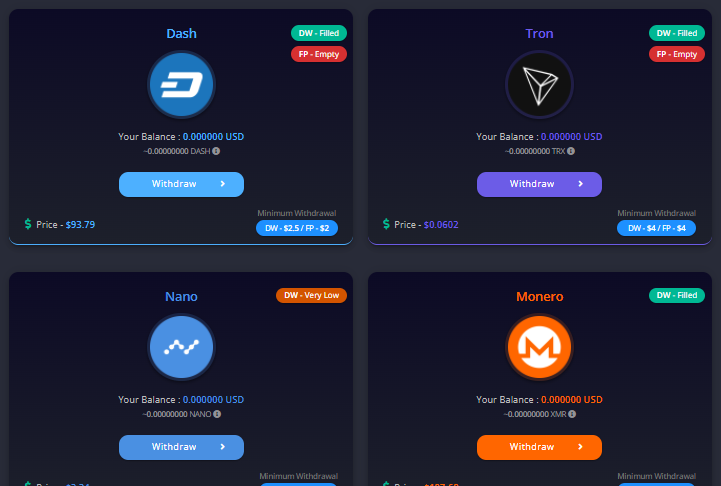 Dash
DW - Filled
FP - Empty
Your Balance : 0.000000 USD
~0.00000000 DASH
Withdraw
Minimum Withdrawal
$ Price - $93.79
DW - $2.5 / FP - $2
Tron
DW - Filled
FP - Empty
Your Balance : 0.000000 USD
~0.00000000 TRX
Withdraw
Minimum Withdrawal
$ Price - $0.0602
DW - $4 / FP - $4
Nano
DW - Very Low
Your Balance : 0.000000 USD
~0.00000000 NANO
Withdraw
Minimum Withdrawal
Monero
DW - Filled
Your Balance : 0.000000 USD
~0.00000000 XMR
Withdraw
Minimum Withdrawal